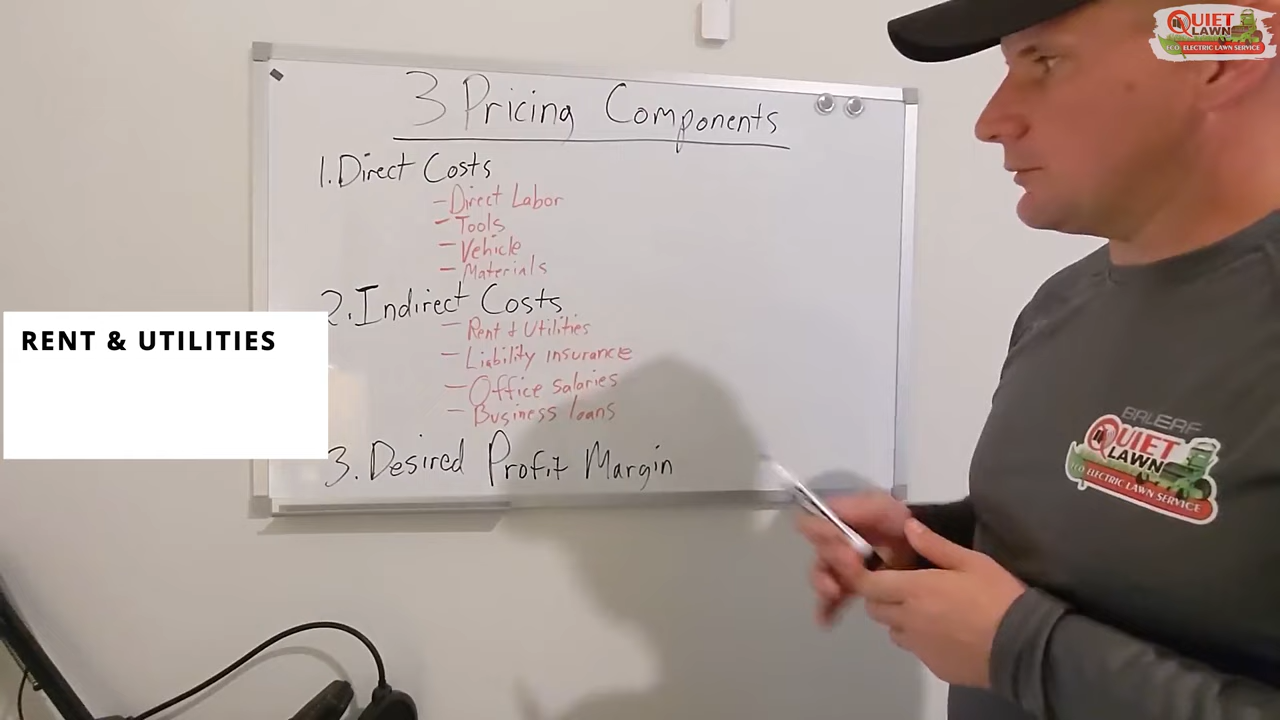 QUIET
LAWN
ECO ELECTRIC LAWN SERVICE
3 Pricing Components
1. Direct Costs
- Direct Labor
- Tools
- Vehicle
- Materials
2. Indirect Costs
- Rent & Utilities
- Liability insurance
- Office salaries
- Business loans
3. Desired Profit Margin
RENT & UTILITIES
BALEAF
QUIET
LAWN
ECO ELECTRIC LAWN SERVICE